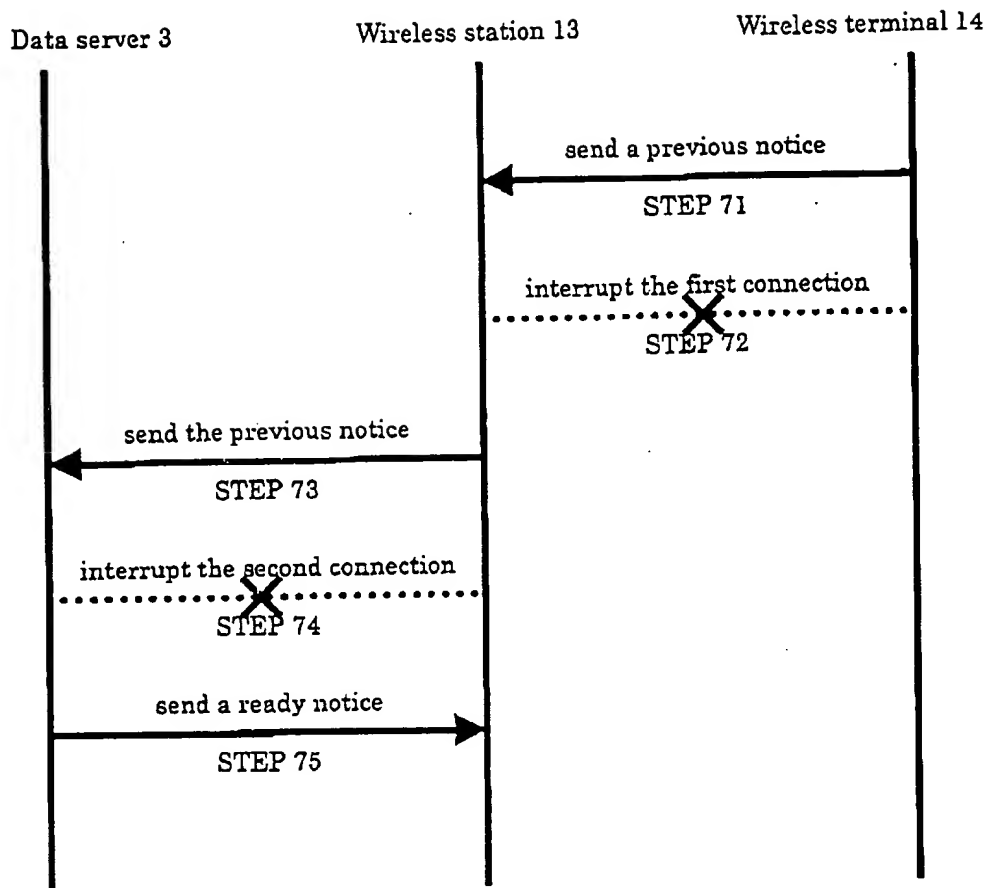 Data server 3
Wireless station 13
Wireless terminal 14
send a previous notice
STEP 71
interrupt the first connection
STEP 72
send the previous notice
STEP 73
interrupt the second connection
STEP 74
send a ready notice
STEP 75